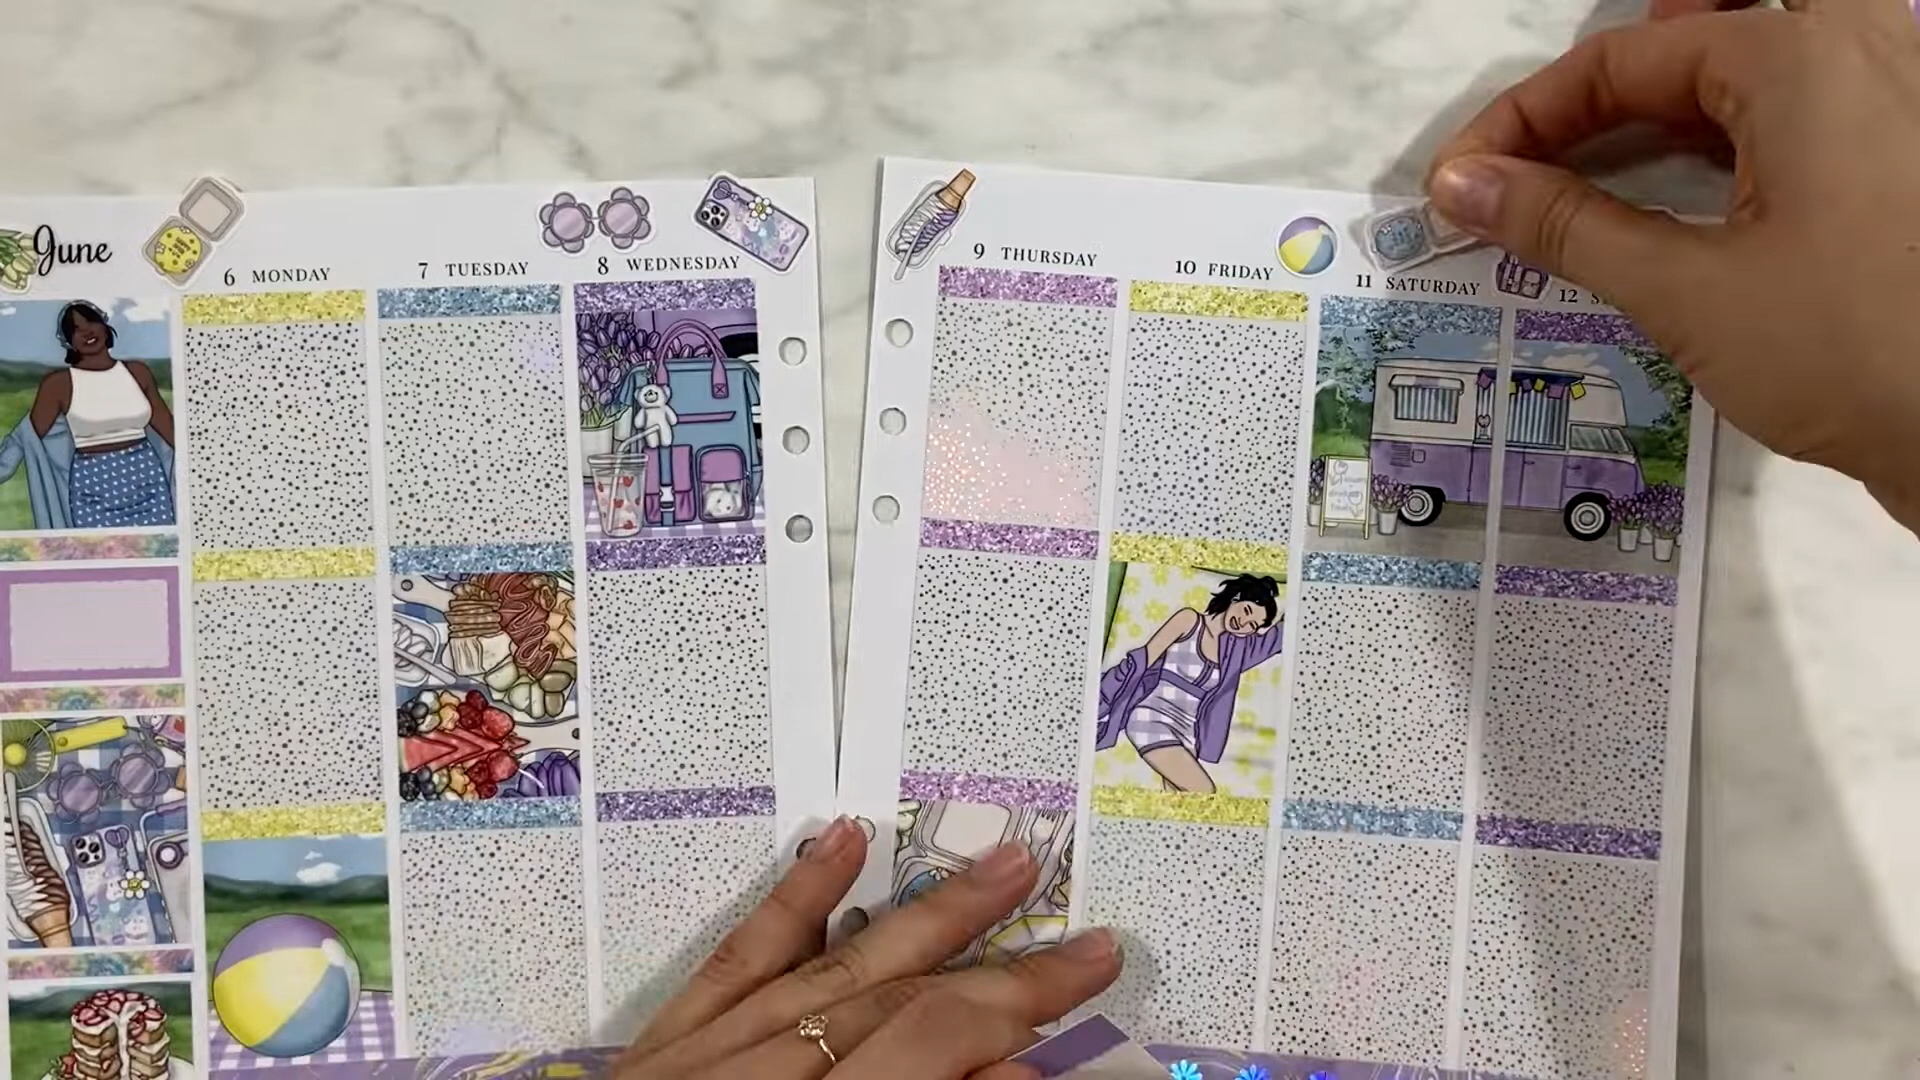 June
6 MONDAY
7 TUESDAY
8 WEDNESDAY
9 THURSDAY
10 FRIDAY
11 SATURDAY
12